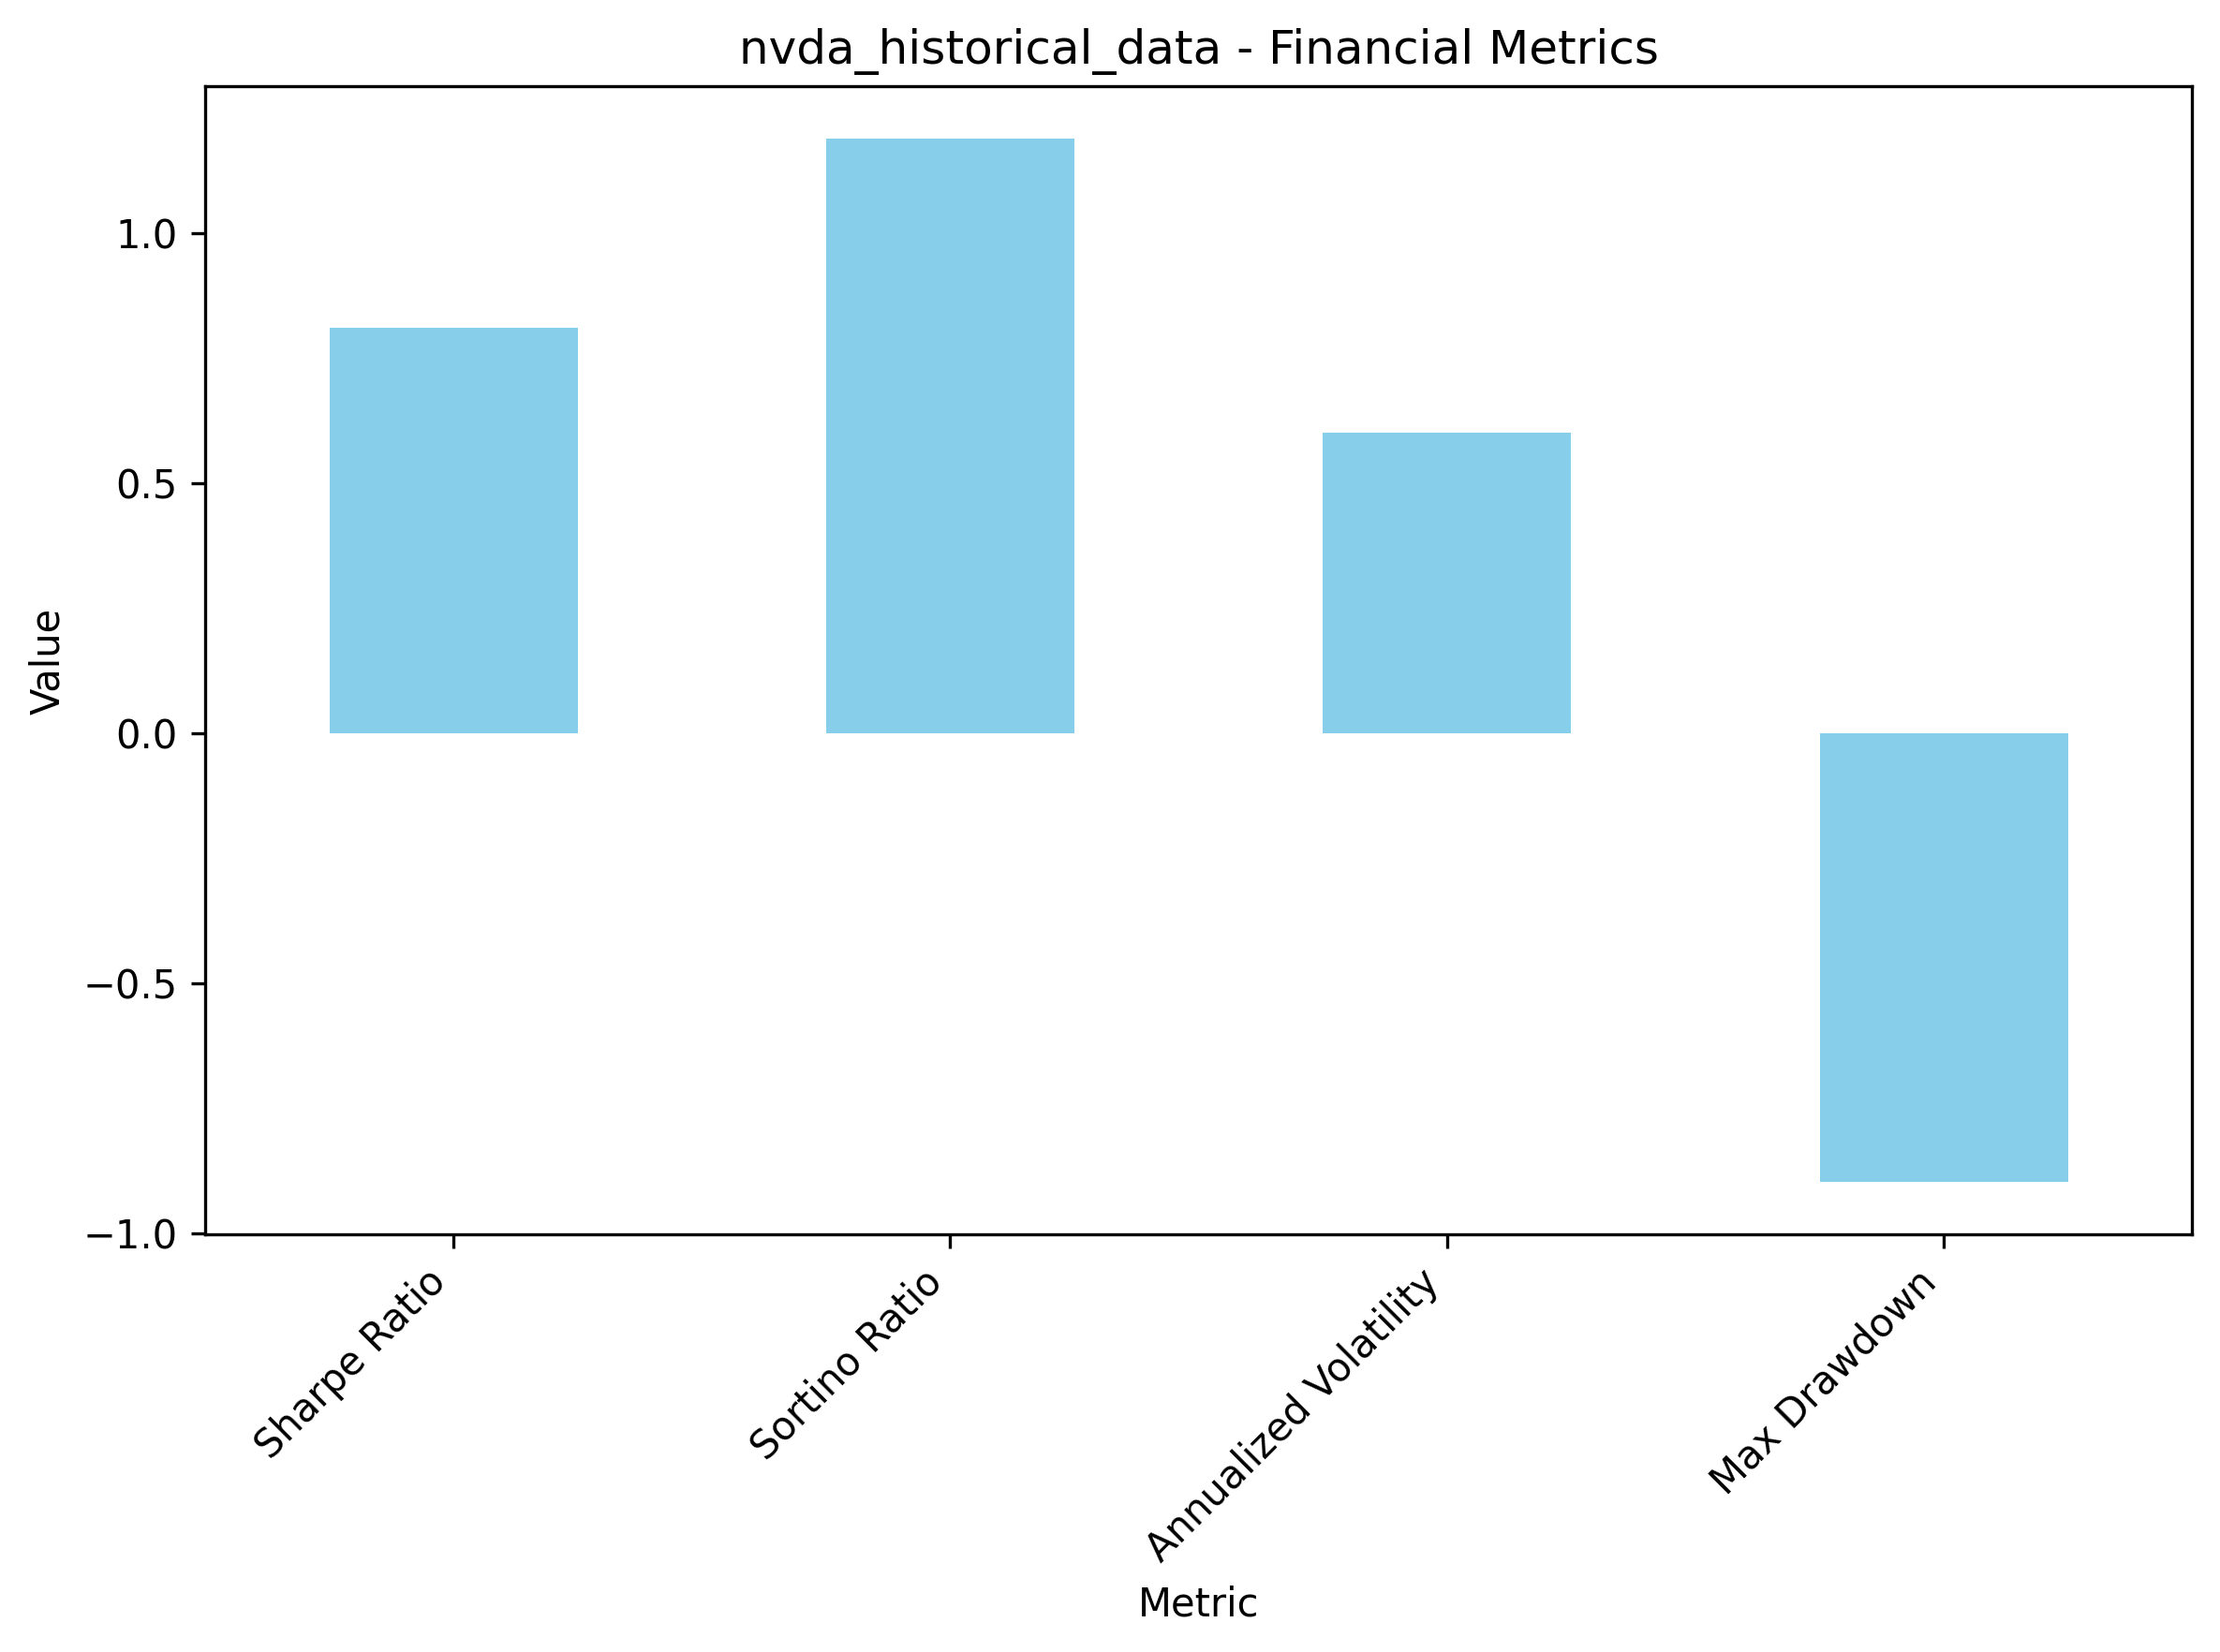 nvda_historical_data - Financial Metrics
Value
1.0
0.5
0.0
−0.5
−1.0
Sharpe Ratio
Sortino Ratio
Annualized Volatility
Max Drawdown
Metric